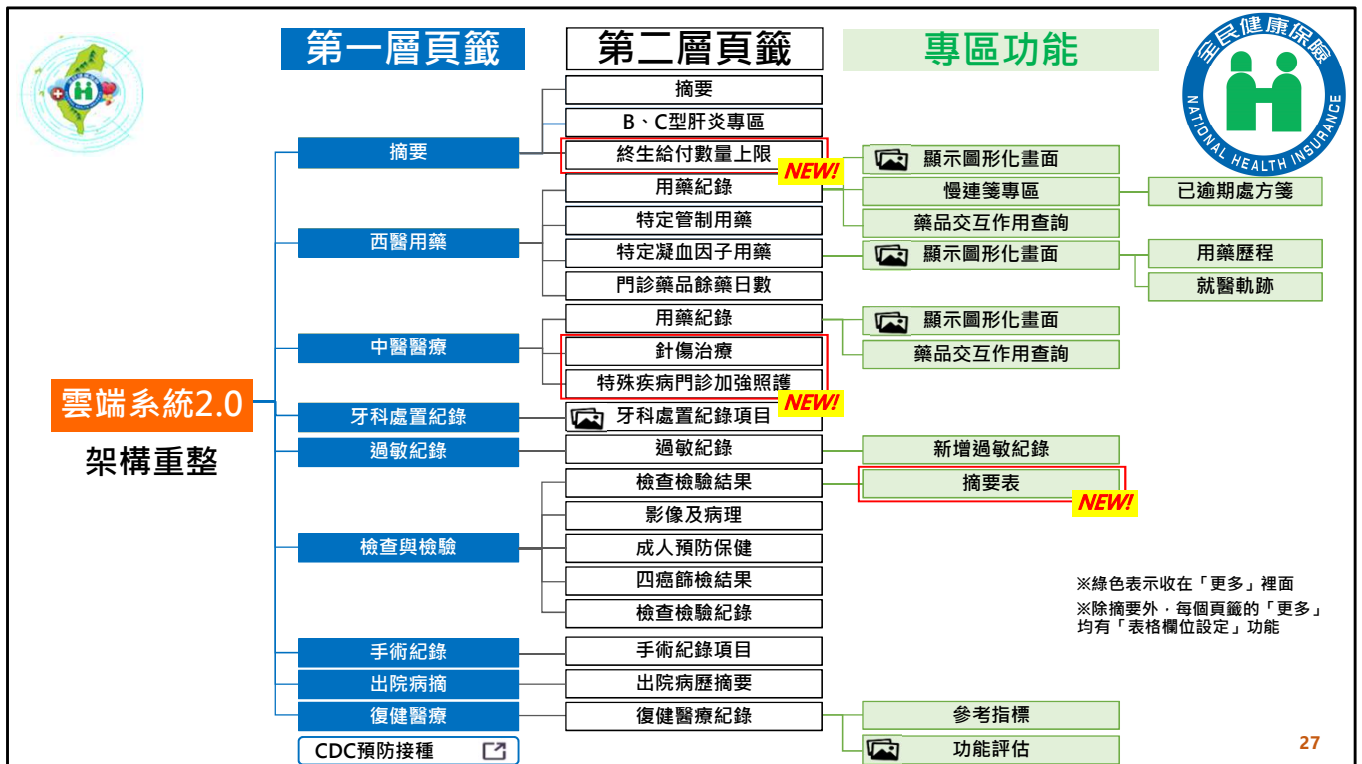 第一層頁籤
第二層頁籤
專區功能
全民健康保險
NATIONAL HEALTH INSURANCE
雲端系統2.0
架構重整
摘要
摘要
B、C型肝炎專區
終生給付數量上限
NEW!
西醫用藥
用藥紀錄
顯示圖形化畫面
慢連箋專區
已逾期處方箋
藥品交互作用查詢
特定管制用藥
特定凝血因子用藥
顯示圖形化畫面
用藥歷程
就醫軌跡
門診藥品餘藥日數
中醫醫療
用藥紀錄
顯示圖形化畫面
藥品交互作用查詢
針傷治療
特殊疾病門診加強照護
NEW!
牙科處置紀錄
牙科處置紀錄項目
過敏紀錄
過敏紀錄
新增過敏紀錄
檢查與檢驗
檢查檢驗結果
摘要表
NEW!
影像及病理
成人預防保健
四癌篩檢結果
檢查檢驗紀錄
手術紀錄
手術紀錄項目
出院病摘
出院病歷摘要
復健醫療
復健醫療紀錄
參考指標
功能評估
CDC預防接種
※綠色表示收在「更多」裡面
※除摘要外，每個頁籤的「更多」
均有「表格欄位設定」功能
27